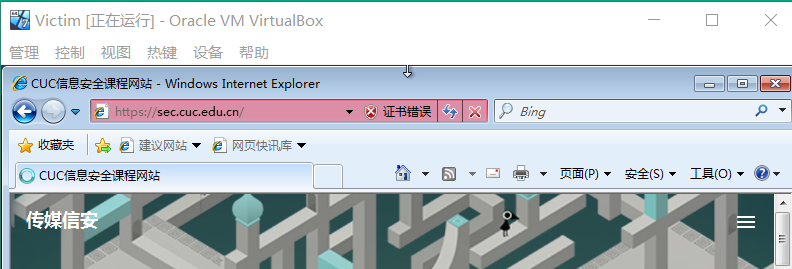 Victim [正在运行] - Oracle VM VirtualBox
管理 控制 视图 热键 设备 帮助
CUC信息安全课程网站 - Windows Internet Explorer
https://sec.cuc.edu.cn/ 证书错误 Bing
收藏夹 建议网站 网页快讯库
CUC信息安全课程网站 页面(P) 安全(S) 工具(O)
传媒信安